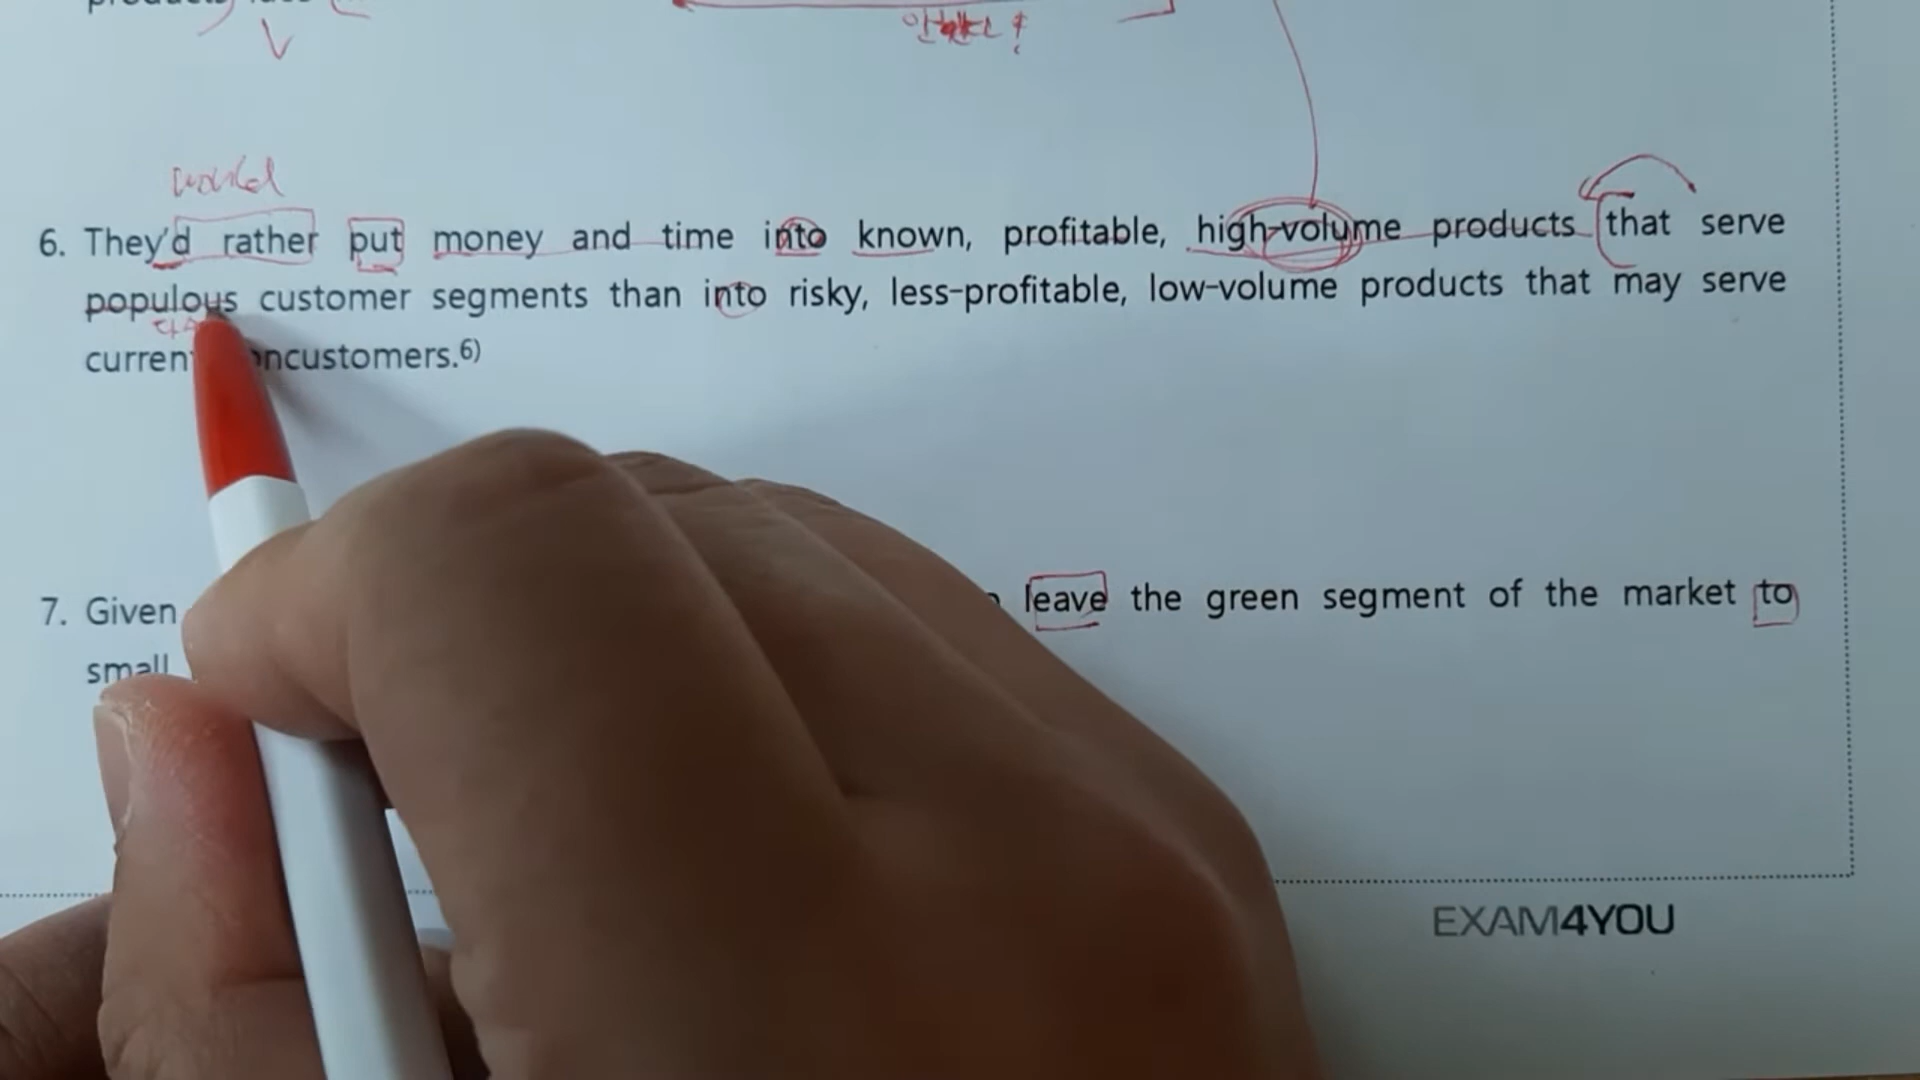 would
6. They'd rather put money and time into known, profitable, high-volume products that serve
populous customer segments than into risky, less-profitable, low-volume products that may serve
current noncustomers.6)
7. Given leave the green segment of the market to
small
EXAM4YOU